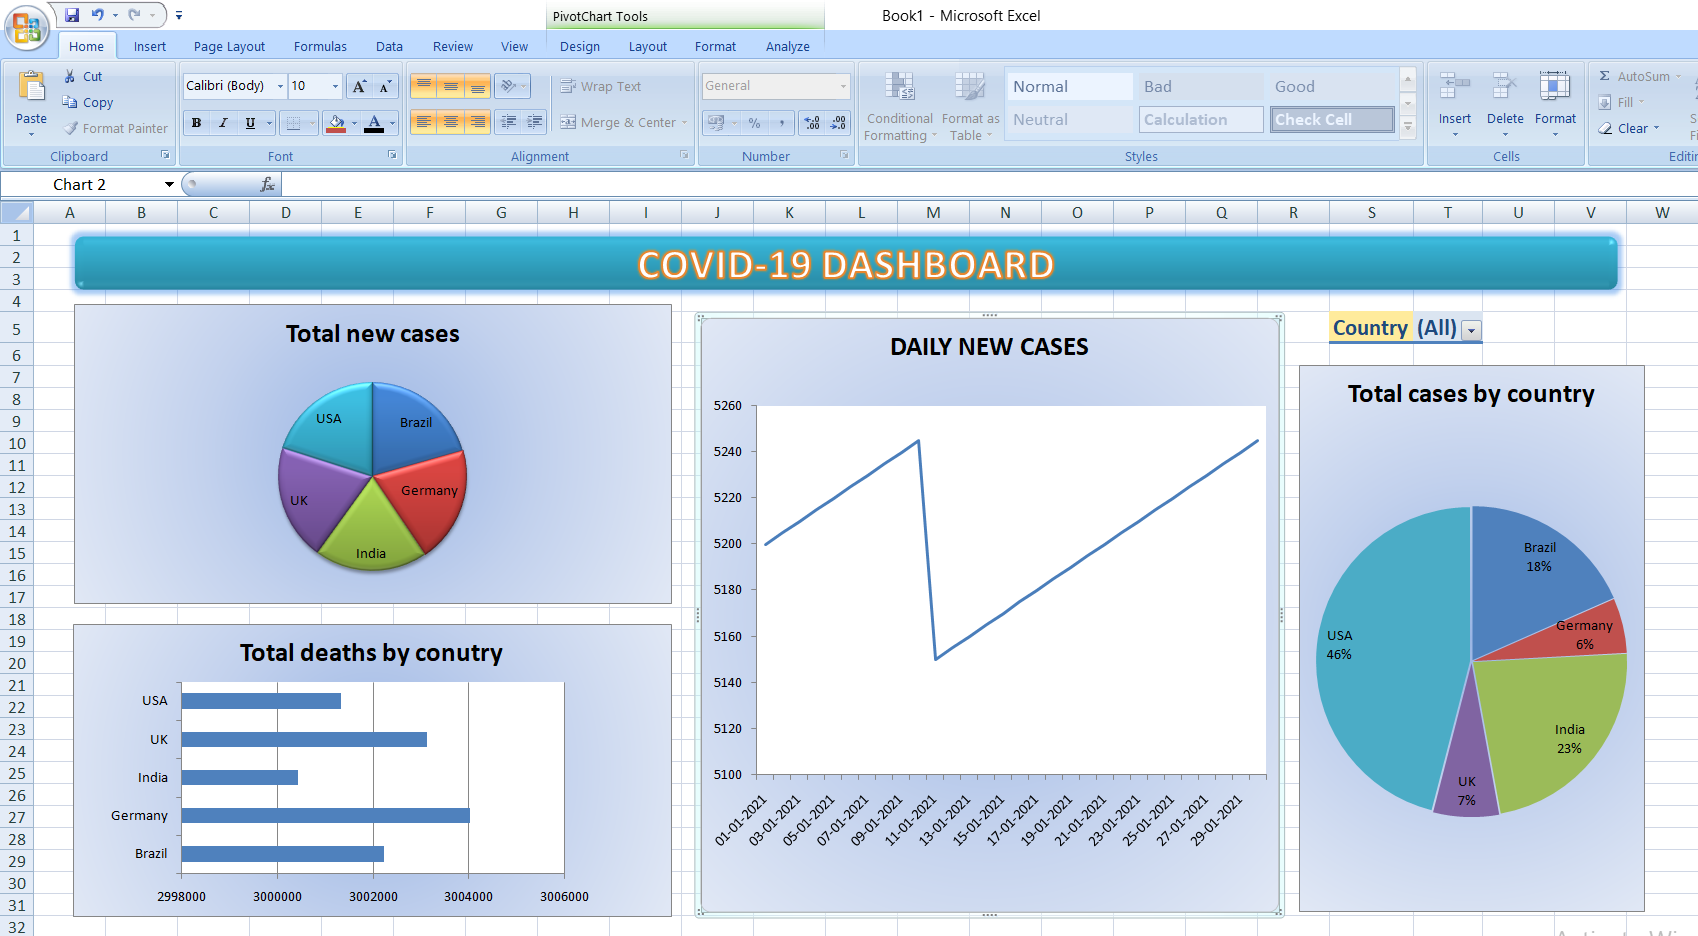 PivotChart Tools
Book1 - Microsoft Excel
Home Insert Page Layout Formulas Data Review View Design Layout Format Analyze
Paste
Cut
Copy
Format Painter
Clipboard
Calibri (Body) 10
B I U
Font
Wrap Text
Merge & Center
Alignment
General
%
Number
Conditional Formatting
Format as Table
Normal Bad Good
Neutral Calculation Check Cell
Styles
Insert Delete Format
Cells
Σ AutoSum
Fill
Clear
Chart 2
fx
A B C D E F G H I J K L M N O P Q R S T U V W
1
2
3
4
5
6
7
8
9
10
11
12
13
14
15
16
17
18
19
20
21
22
23
24
25
26
27
28
29
30
31
32
COVID-19 DASHBOARD
Total new cases
USA
Brazil
Germany
UK
India
Total deaths by conutry
USA
UK
India
Germany
Brazil
2998000 3000000 3002000 3004000 3006000
DAILY NEW CASES
5260
5240
5220
5200
5180
5160
5140
5120
5100
01-01-2021
03-01-2021
05-01-2021
07-01-2021
09-01-2021
11-01-2021
13-01-2021
15-01-2021
17-01-2021
19-01-2021
21-01-2021
23-01-2021
25-01-2021
27-01-2021
29-01-2021
Country (All)
Total cases by country
Brazil
18%
Germany
6%
USA
46%
India
23%
UK
7%